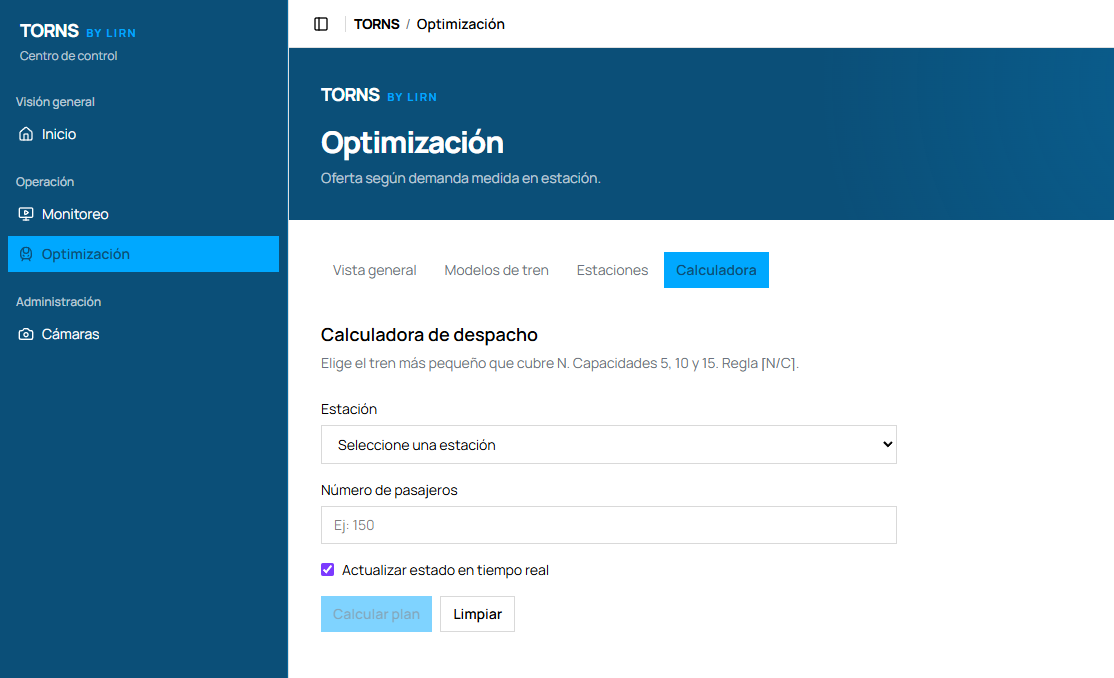 TORNS BY LIRN
Centro de control
Visión general
Inicio
Operación
Monitoreo
Optimización
Administración
Cámaras
TORNS / Optimización
TORNS BY LIRN
Optimización
Oferta según demanda medida en estación.
Vista general Modelos de tren Estaciones Calculadora
Calculadora de despacho
Elige el tren más pequeño que cubre N. Capacidades 5, 10 y 15. Regla ⌈N/C⌉.
Estación
Seleccione una estación
Número de pasajeros
Ej: 150
Actualizar estado en tiempo real
Calcular plan Limpiar